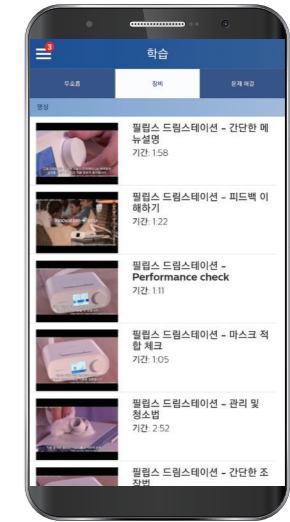 3
학습
무호흡
장비
문제 해결
영상
필립스 드림스테이션 - 간단한 메
뉴설명
기간: 1:58
필립스 드림스테이션 - 피드백 이
해하기
기간: 1:22
필립스 드림스테이션 -
Performance check
기간: 1:11
필립스 드림스테이션 - 마스크 적
합 체크
기간: 1:05
필립스 드림스테이션 - 관리 및
청소법
기간: 2:52
필립스 드림스테이션 - 간단한 조
작법